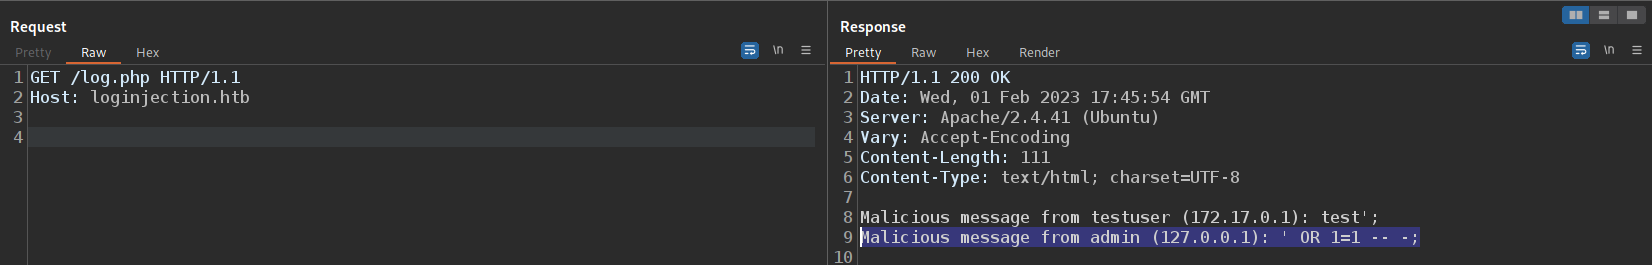 Request
Pretty Raw Hex
\n
1 GET /log.php HTTP/1.1
2 Host: loginjection.htb
3
4
Response
Pretty Raw Hex Render
\n
1 HTTP/1.1 200 OK
2 Date: Wed, 01 Feb 2023 17:45:54 GMT
3 Server: Apache/2.4.41 (Ubuntu)
4 Vary: Accept-Encoding
5 Content-Length: 111
6 Content-Type: text/html; charset=UTF-8
7
8 Malicious message from testuser (172.17.0.1): test';
9 Malicious message from admin (127.0.0.1): ' OR 1=1 -- -;
10